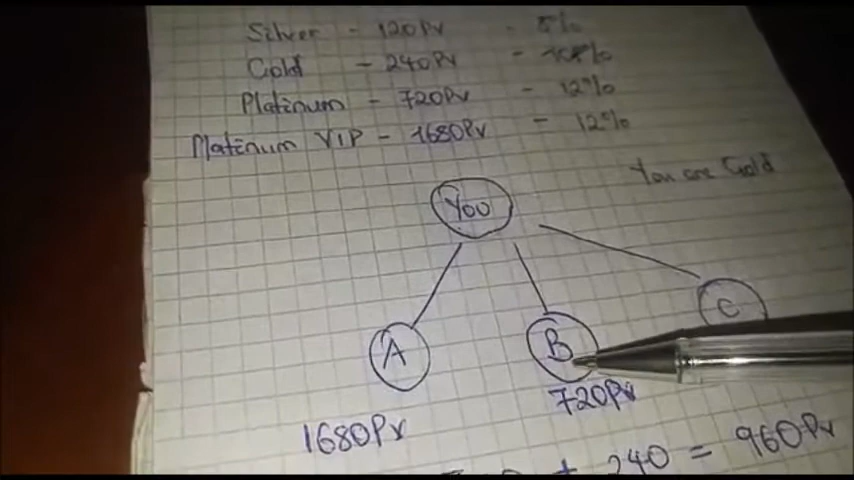 Silver - 120PV - 8%
Gold - 240PV - 10%
Platinum - 720PV - 12%
Platinum VIP - 1680PV - 12%
You are Gold
You
A
B
C
1680PV
720PV
+ 240 = 960PV